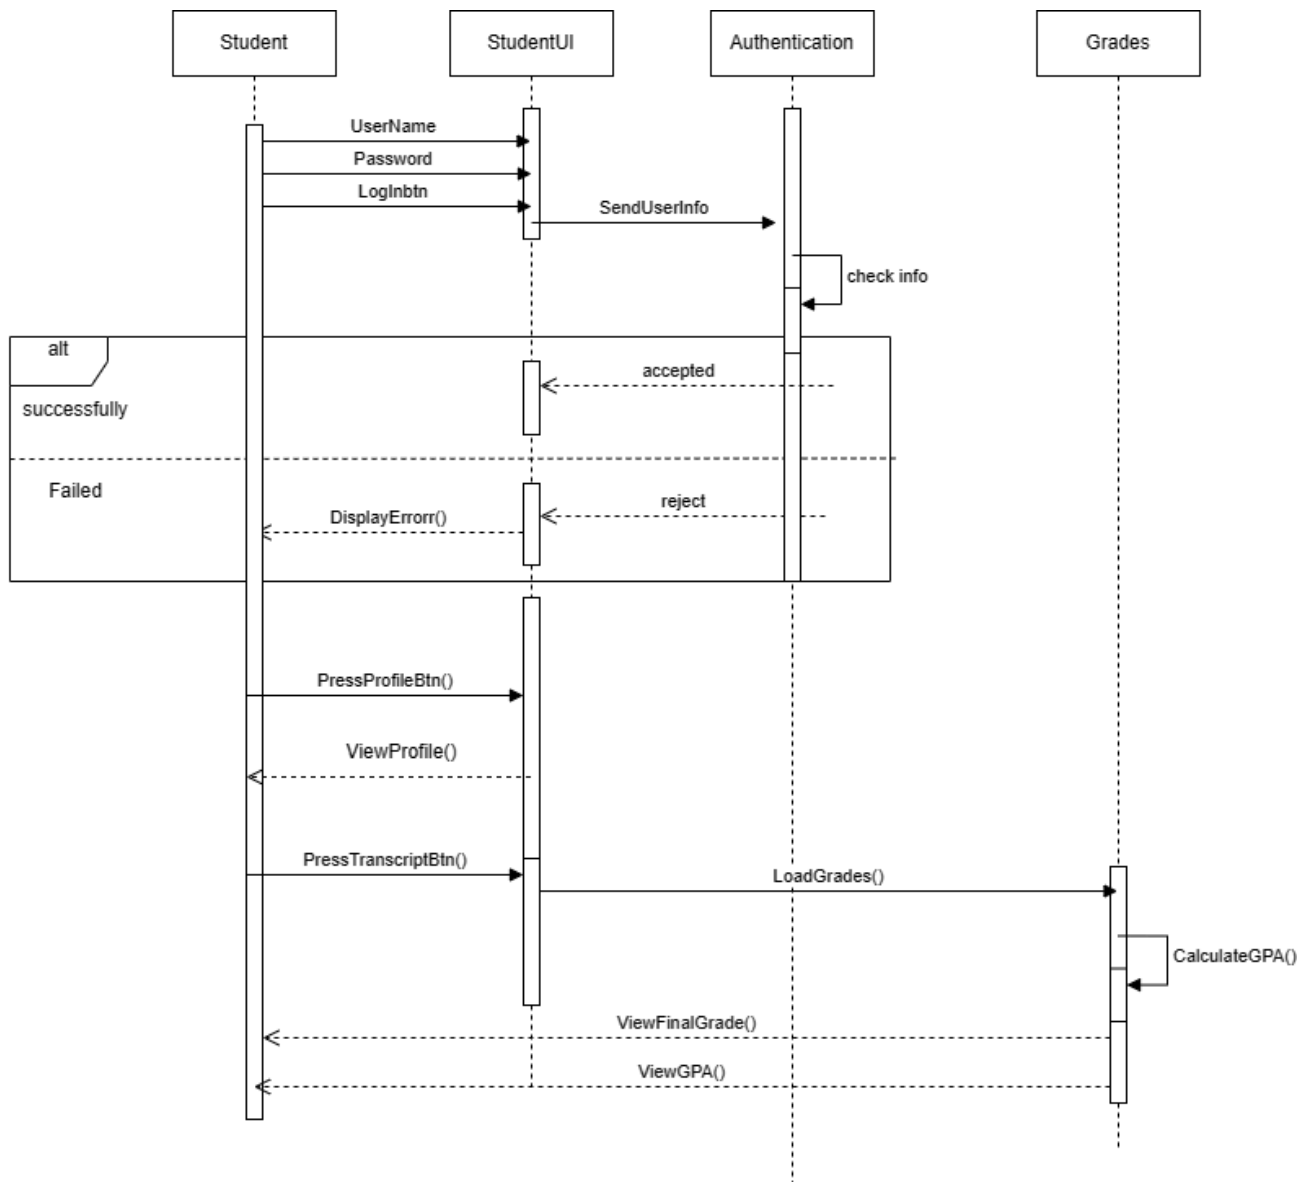 Student
StudentUI
Authentication
Grades
UserName
Password
LogInbtn
SendUserInfo
check info
alt
accepted
successfully
Failed
reject
DisplayErrorr()
PressProfileBtn()
ViewProfile()
PressTranscriptBtn()
LoadGrades()
CalculateGPA()
ViewFinalGrade()
ViewGPA()